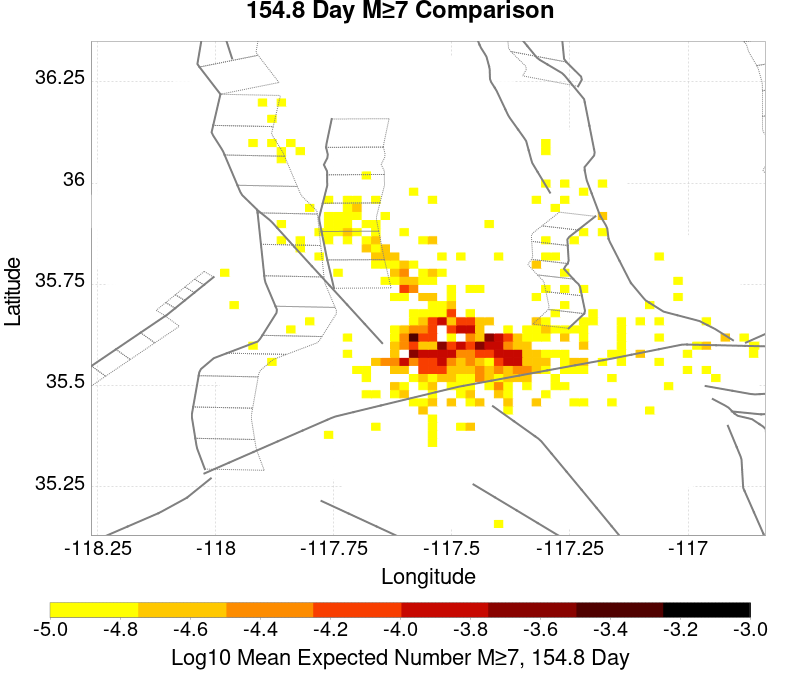 154.8 Day M≥7 Comparison
36.25
36
35.75
35.5
35.25
Latitude
-118.25 -118 -117.75 -117.5 -117.25 -117
Longitude
-5.0 -4.8 -4.6 -4.4 -4.2 -4.0 -3.8 -3.6 -3.4 -3.2 -3.0
Log10 Mean Expected Number M≥7, 154.8 Day